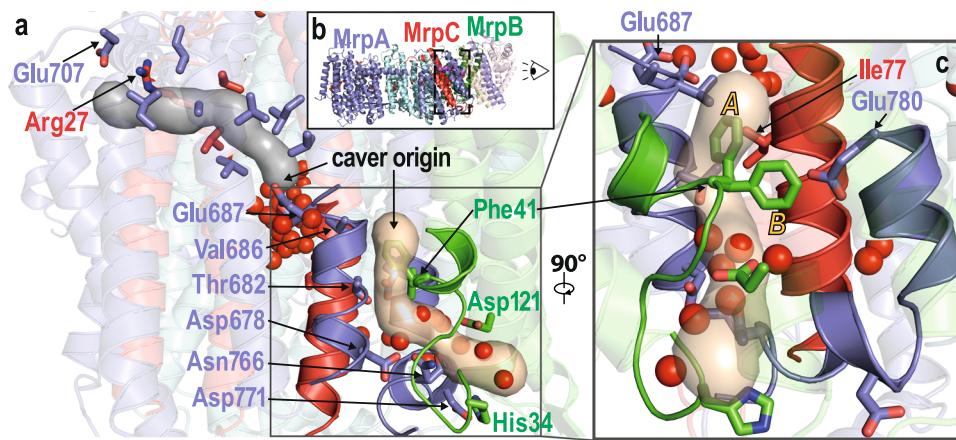 a
Glu707
Arg27
b
MrpA
MrpC
MrpB
caver origin
Glu687
Val686
Thr682
Asp678
Asn766
Asp771
Phe41
Asp121
His34
90°
Glu687
c
Ile77
Glu780
A
B